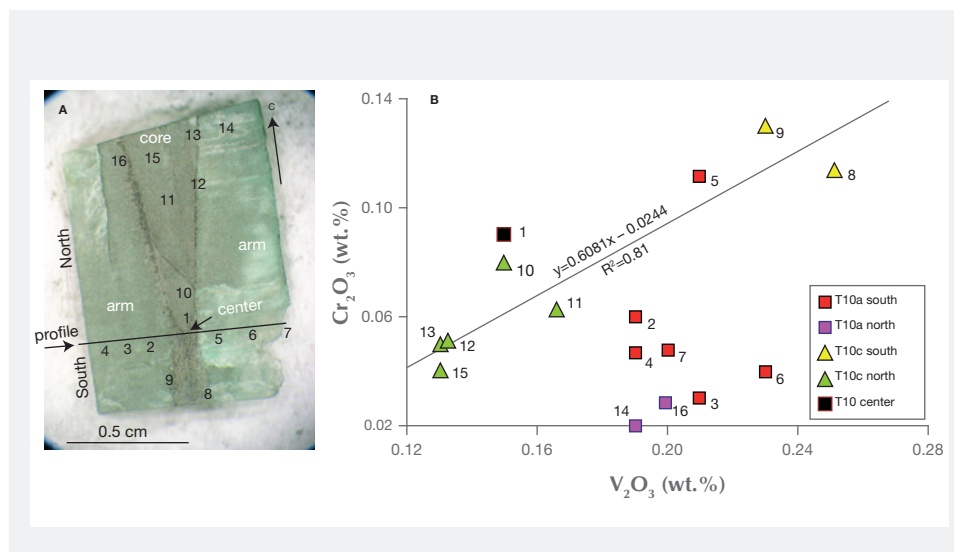 A
c
core
13
14
16
15
12
11
North
arm
arm
10
center
1
profile
4
3
2
5
6
7
South
9
8
0.5 cm
B
Cr₂O₃ (wt.%)
0.14
0.10
0.06
0.02
0.12
0.16
0.20
0.24
0.28
V₂O₃ (wt.%)
y=0.6081x – 0.0244
R²=0.81
9
8
5
1
10
11
13
12
15
2
4
7
6
3
14
16
T10a south
T10a north
T10c south
T10c north
T10 center